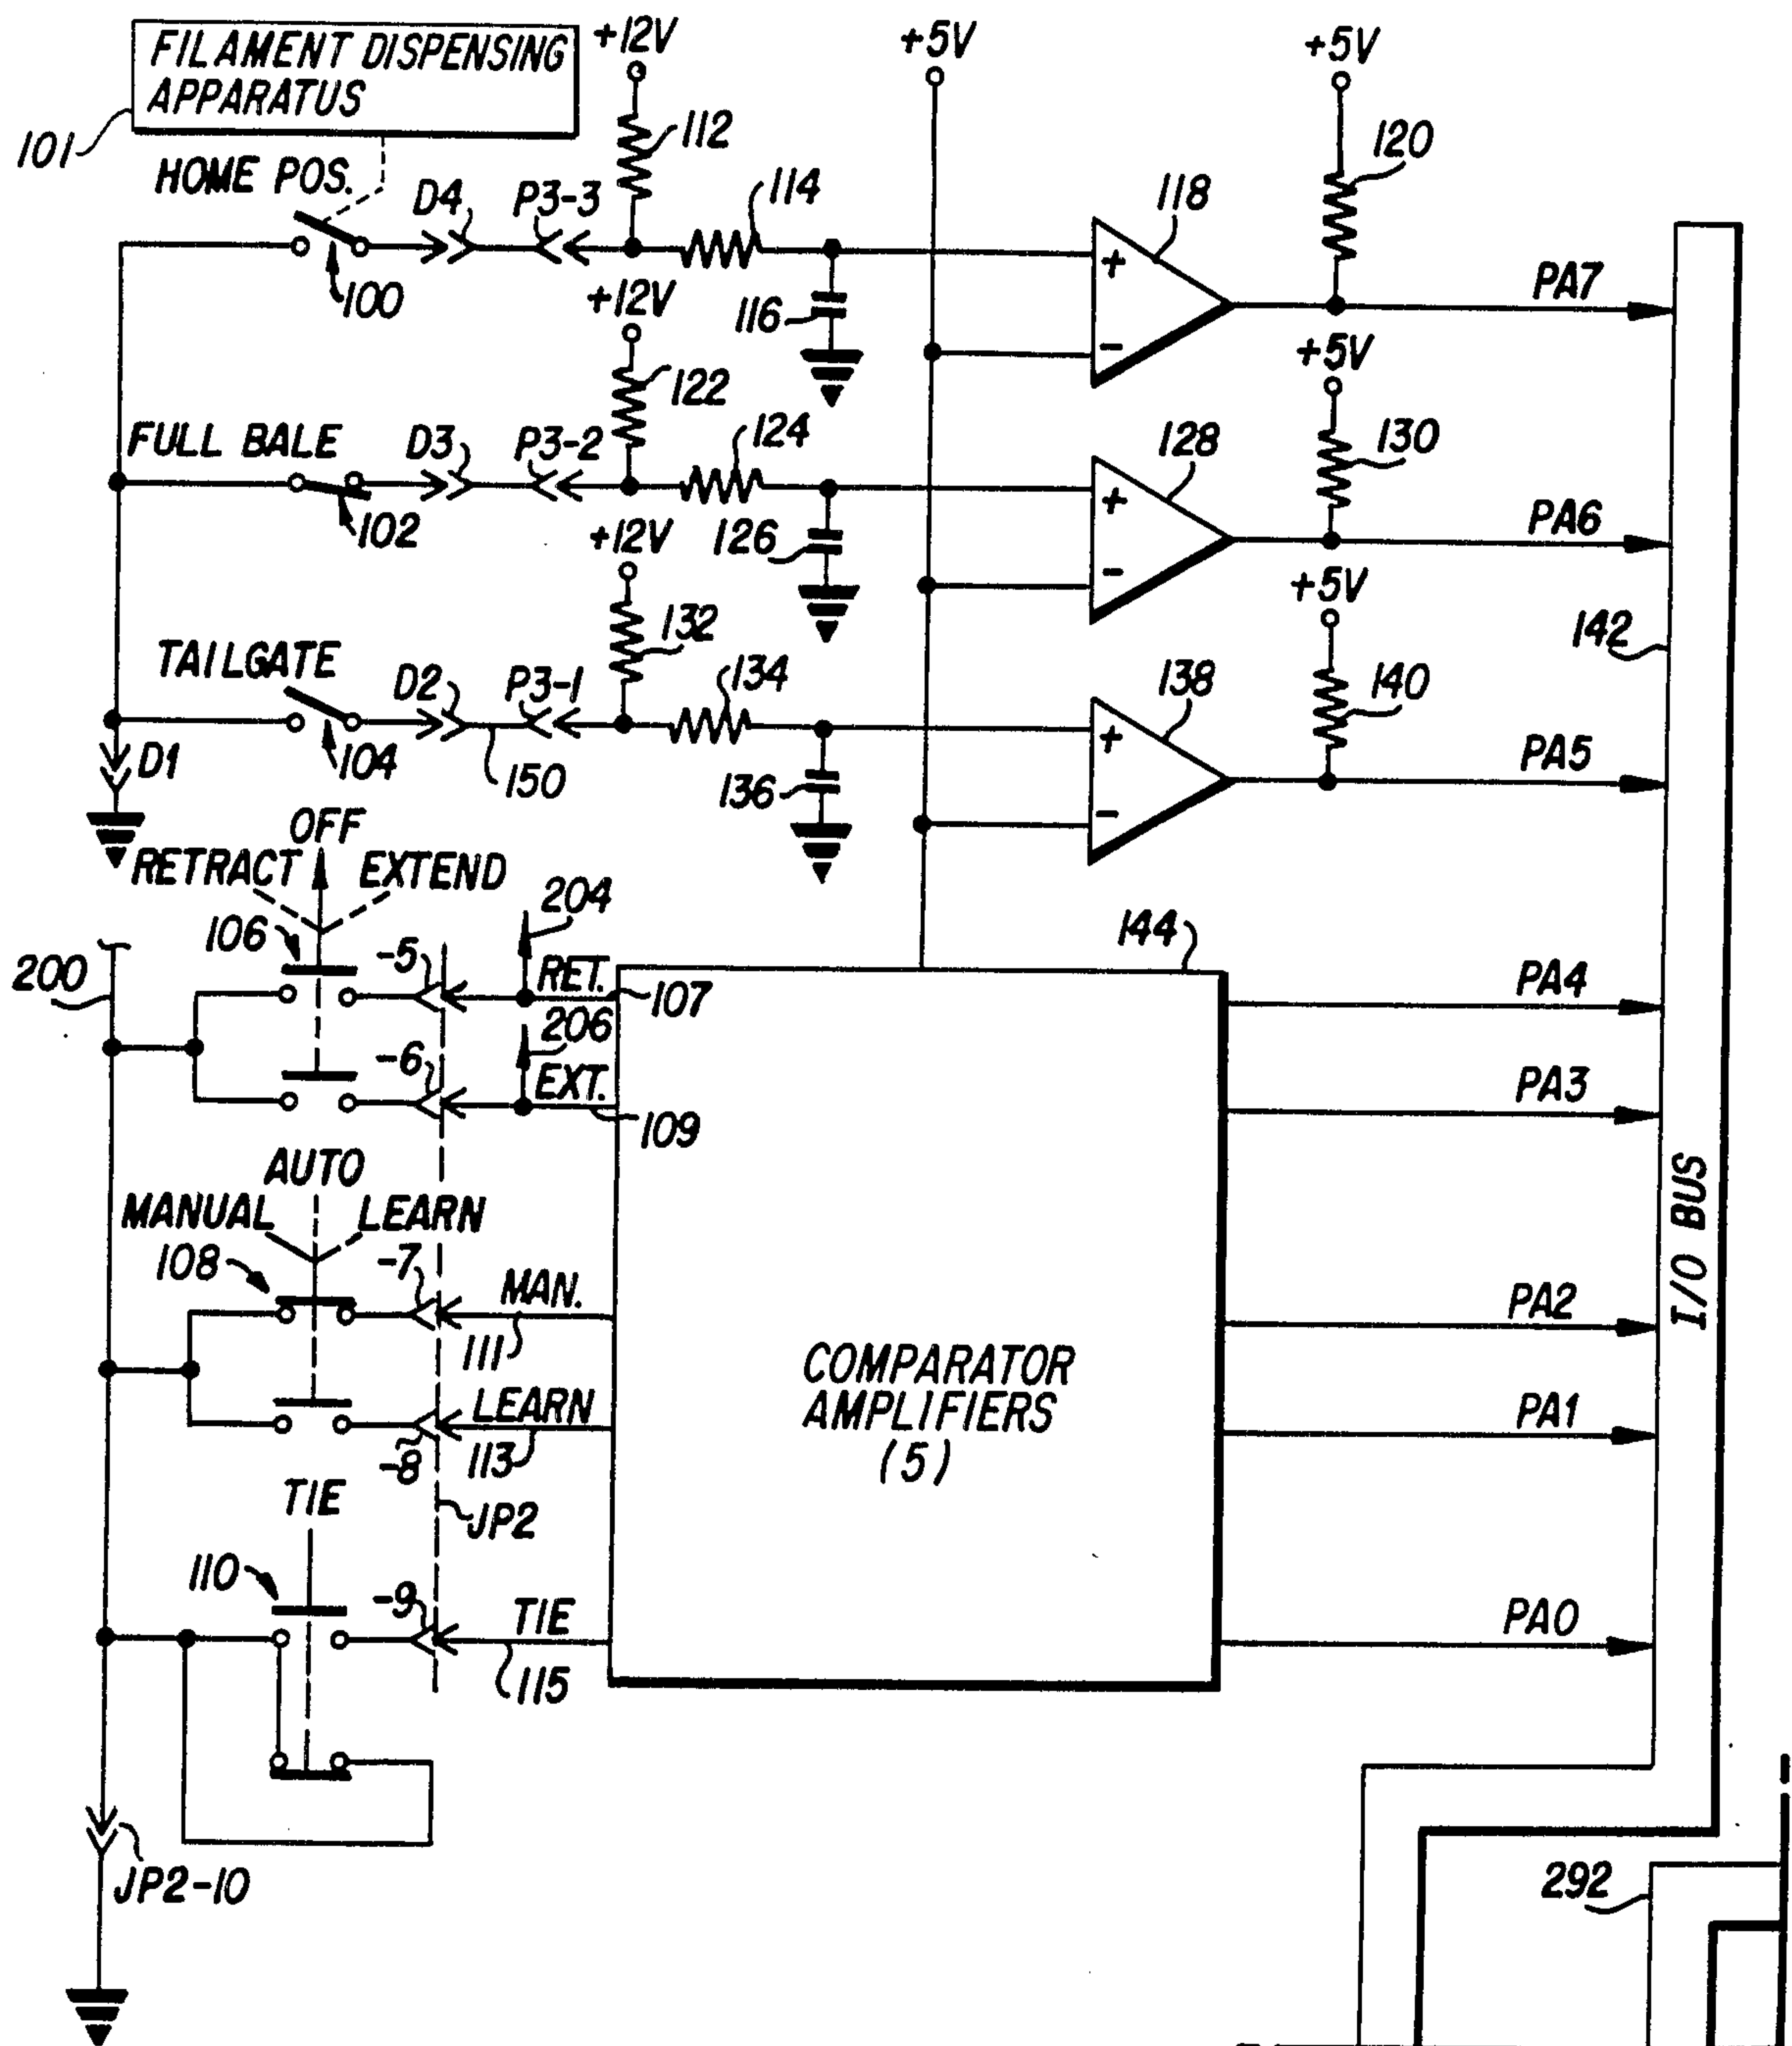 FILAMENT DISPENSING
APPARATUS
101
HOME POS.
+12V
+5V
+5V
112
120
D4
P3-3
114
118
100
116
PA7
+12V
+5V
122
FULL BALE
D3
P3-2
124
128
130
102
126
PA6
+12V
+5V
132
142
TAILGATE
D2
P3-1
134
138
140
D1
104
150
136
PA5
OFF
RETRACT
EXTEND
106
-5
204
RET.
107
144
PA4
200
-6
206
EXT.
109
PA3
AUTO
MANUAL
LEARN
108
-7
MAN.
111
PA2
I/O BUS
COMPARATOR
AMPLIFIERS
(5)
LEARN
-8
113
PA1
TIE
JP2
110
-9
TIE
115
PA0
JP2-10
292